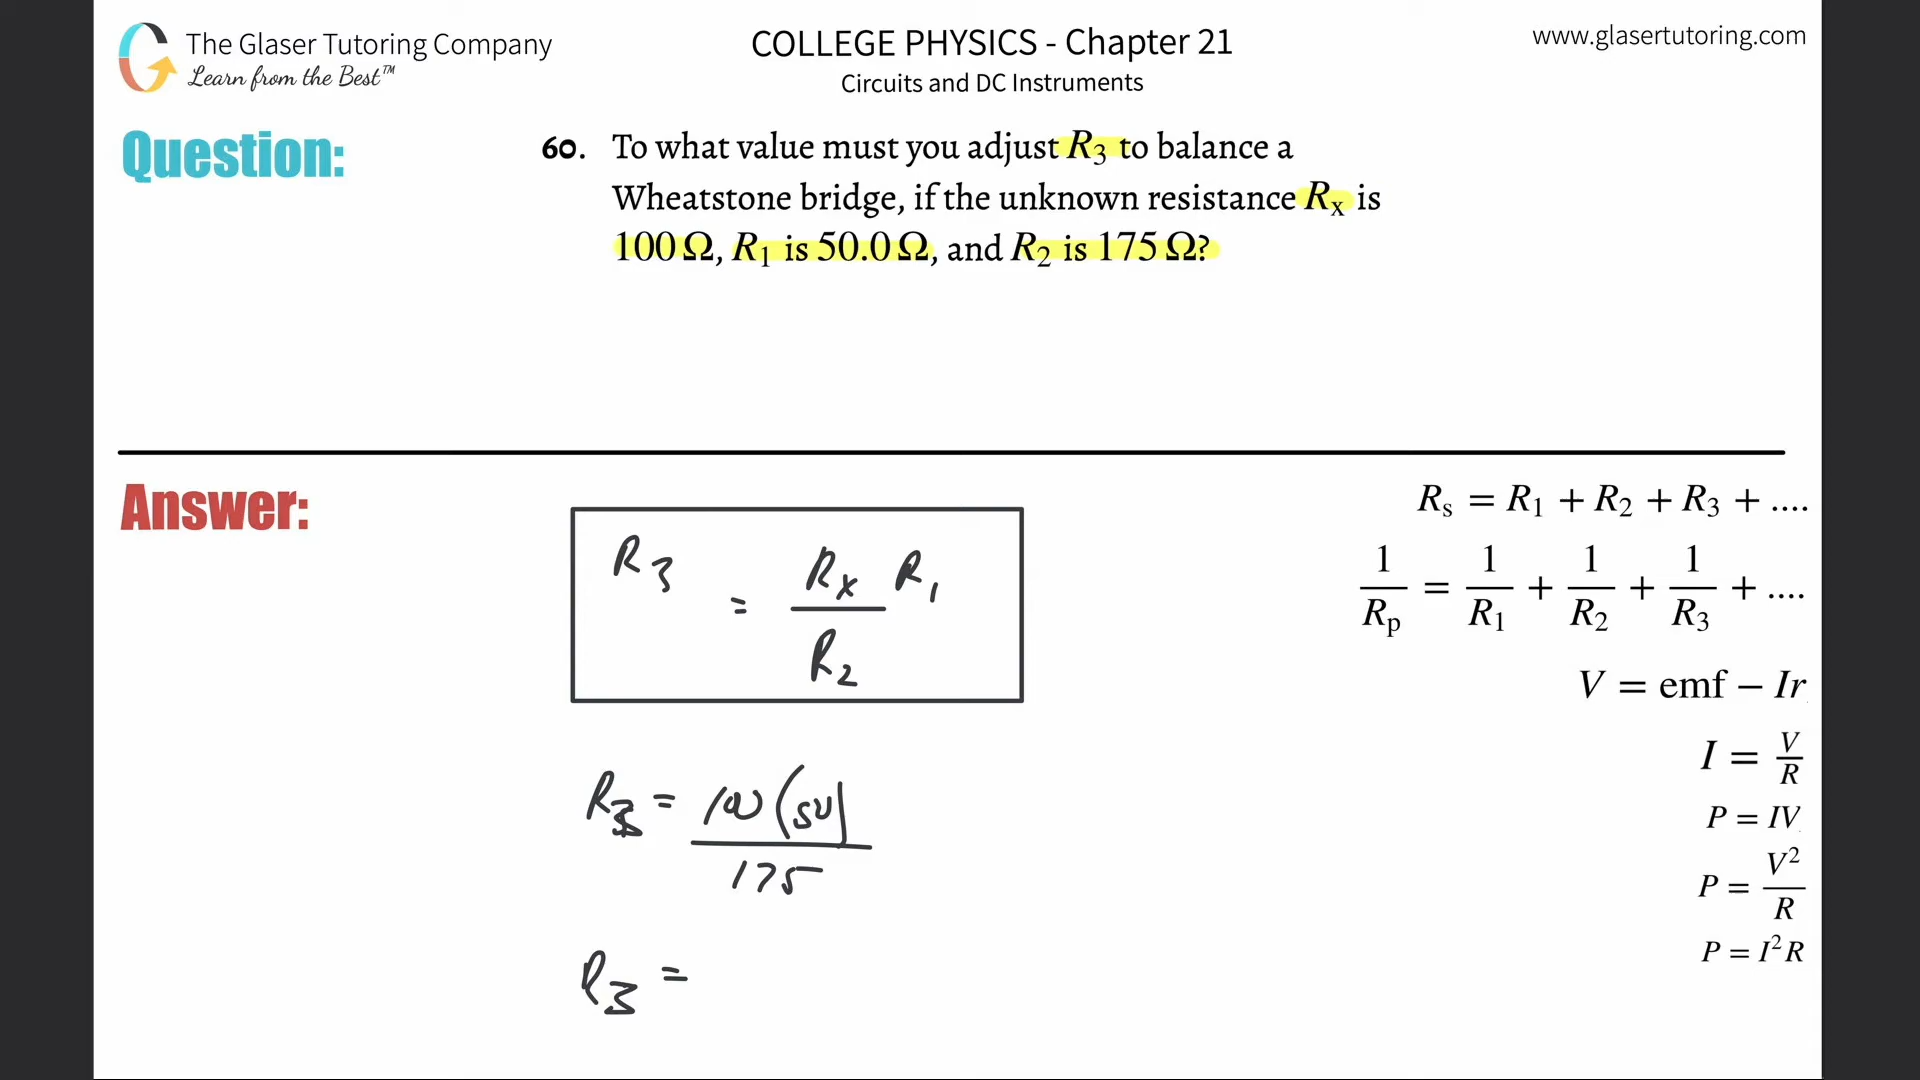 The Glaser Tutoring Company
Learn from the Best™
COLLEGE PHYSICS - Chapter 21
Circuits and DC Instruments
www.glasertutoring.com
Question:
60. To what value must you adjust R₃ to balance a
Wheatstone bridge, if the unknown resistance Rₓ is
100 Ω, R₁ is 50.0 Ω, and R₂ is 175 Ω?
Answer:
R₃ = Rₓ/R₂ R₁
R₃ = 100(50)/175
R₃ =
Rₛ = R₁ + R₂ + R₃ + ....
1/Rₚ = 1/R₁ + 1/R₂ + 1/R₃ + ....
V = emf − Ir
I = V/R
P = IV
P = V²/R
P = I²R